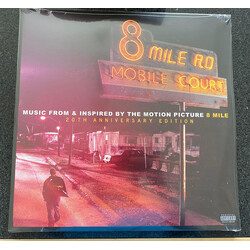 8
MILE RD
MOBILE COURT
MUSIC FROM & INSPIRED BY THE MOTION PICTURE 8 MILE
20TH ANNIVERSARY EDITION